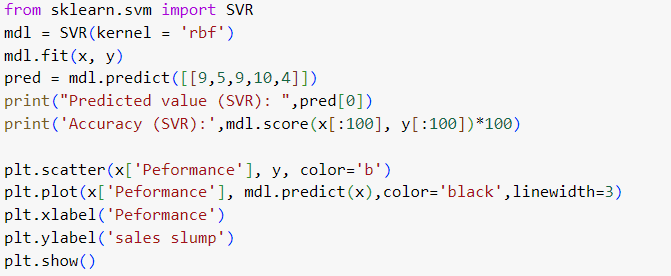 from sklearn.svm import SVR
mdl = SVR(kernel = 'rbf')
mdl.fit(x, y)
pred = mdl.predict([[9,5,9,10,4]])
print("Predicted value (SVR): ",pred[0])
print('Accuracy (SVR):',mdl.score(x[:100], y[:100])*100)
plt.scatter(x['Peformance'], y, color='b')
plt.plot(x['Peformance'], mdl.predict(x),color='black',linewidth=3)
plt.xlabel('Peformance')
plt.ylabel('sales slump')
plt.show()